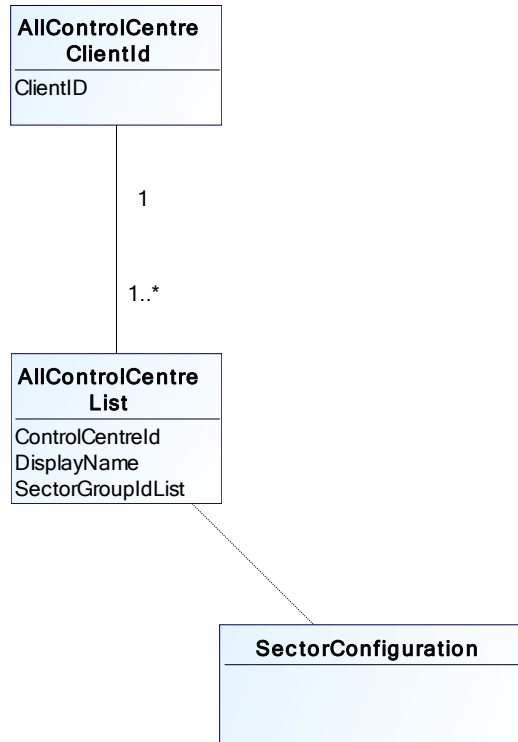 AllControlCentre
ClientId
ClientID
1
1..*
AllControlCentre
List
ControlCentreId
DisplayName
SectorGroupIdList
SectorConfiguration